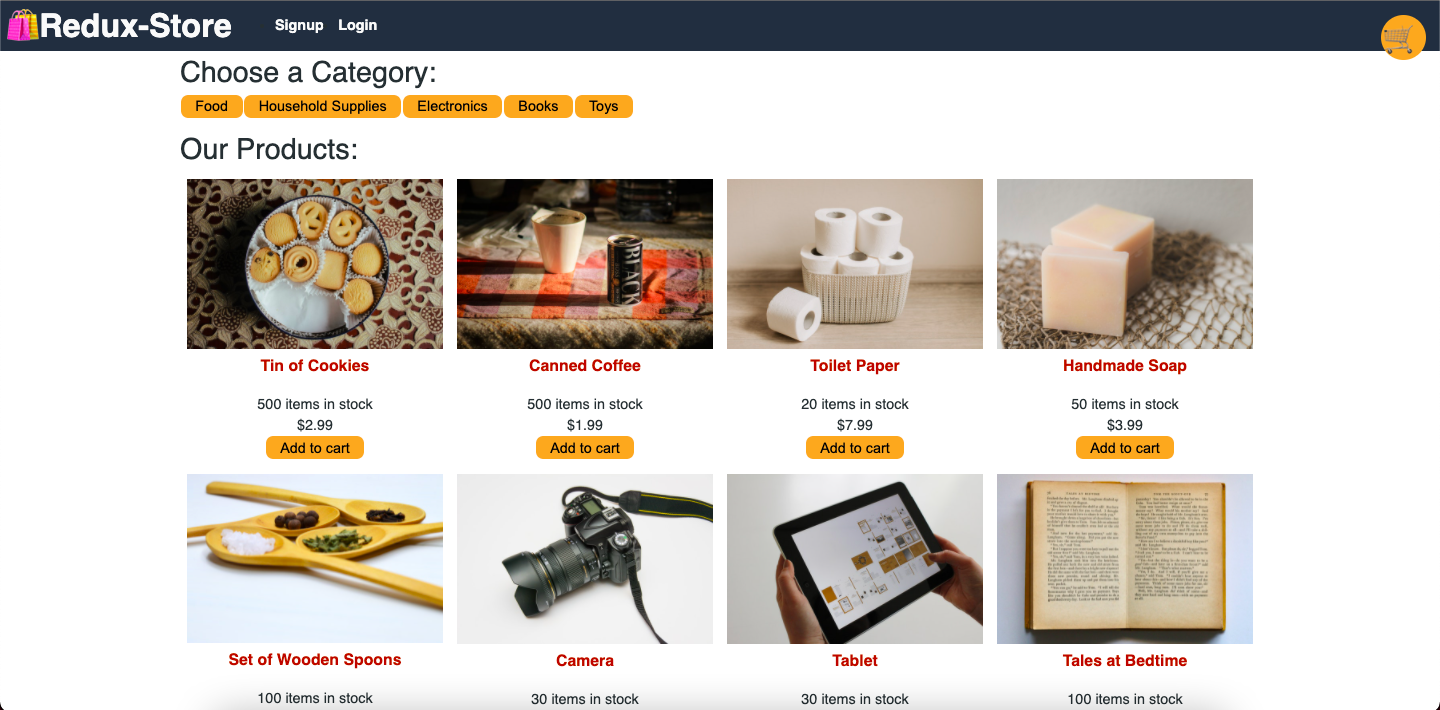 Redux-Store
Signup Login
Choose a Category:
Food Household Supplies Electronics Books Toys
Our Products:
BLACK
Tin of Cookies
500 items in stock
$2.99
Add to cart
Canned Coffee
500 items in stock
$1.99
Add to cart
Toilet Paper
20 items in stock
$7.99
Add to cart
Handmade Soap
50 items in stock
$3.99
Add to cart
Set of Wooden Spoons
100 items in stock
Camera
30 items in stock
Tablet
30 items in stock
Tales at Bedtime
100 items in stock